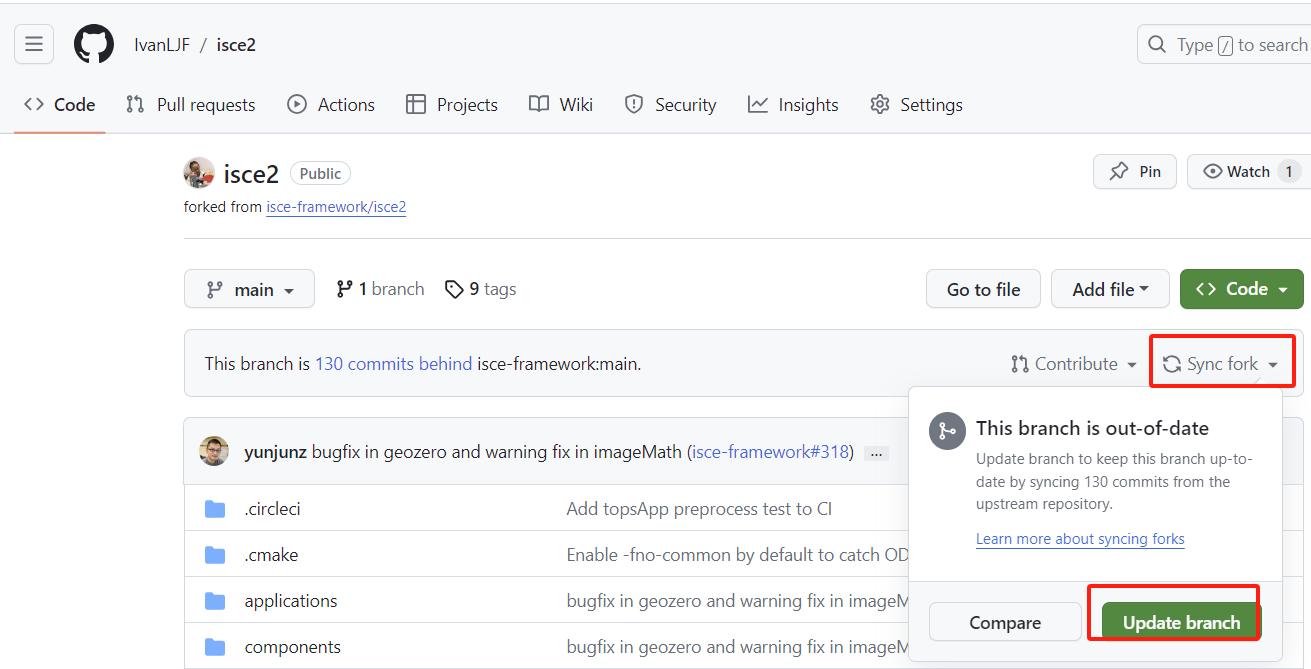 IvanLJF / isce2
Type / to search
Code Pull requests Actions Projects Wiki Security Insights Settings
isce2 Public
Pin Watch 1
forked from isce-framework/isce2
main 1 branch 9 tags Go to file Add file Code
This branch is 130 commits behind isce-framework:main. Contribute Sync fork
This branch is out-of-date
Update branch to keep this branch up-to-
date by syncing 130 commits from the
upstream repository.
Learn more about syncing forks
Compare Update branch
yunjunz bugfix in geozero and warning fix in imageMath (isce-framework#318) ...
.circleci Add topsApp preprocess test to CI
.cmake Enable -fno-common by default to catch OD
applications bugfix in geozero and warning fix in imageM
components bugfix in geozero and warning fix in imageM